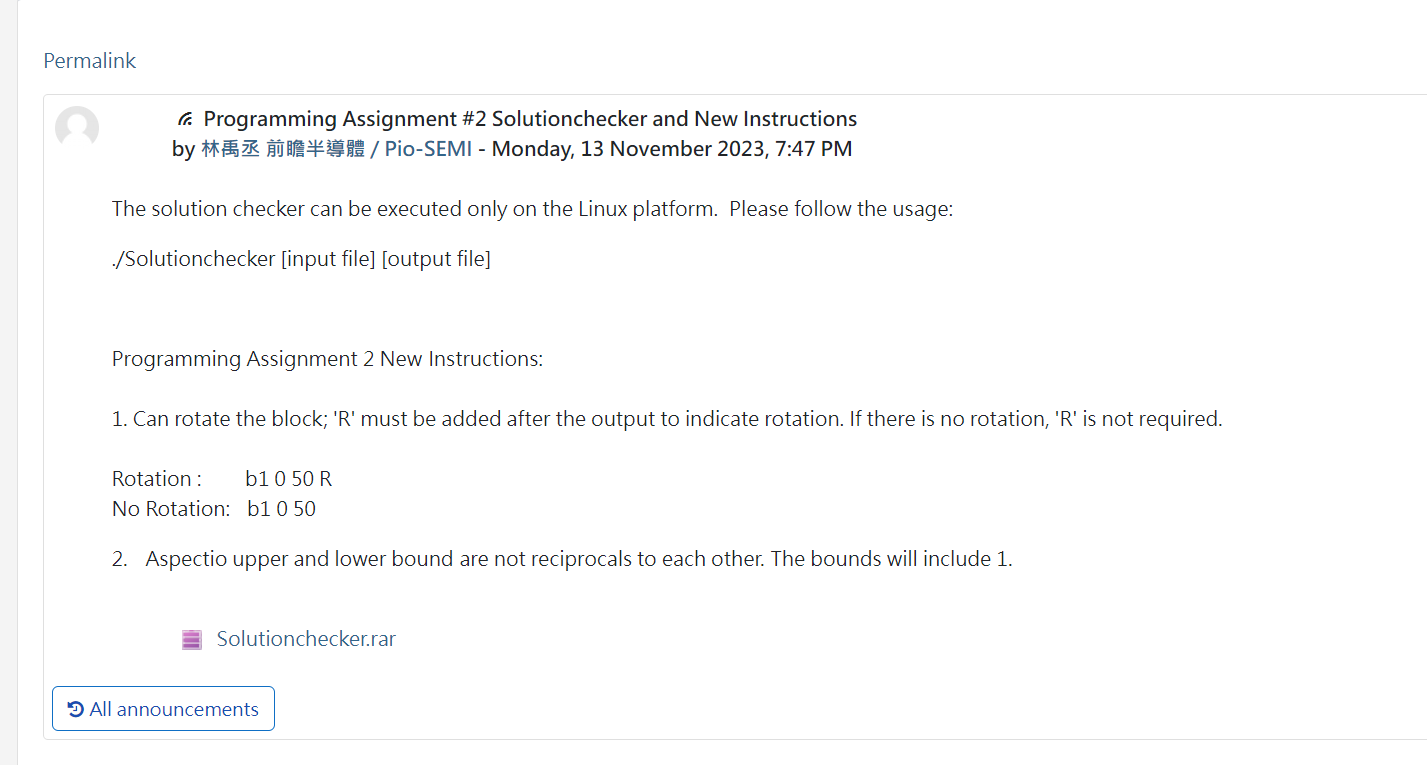 Permalink
Programming Assignment #2 Solutionchecker and New Instructions
by 林禹丞 前瞻半導體 / Pio-SEMI - Monday, 13 November 2023, 7:47 PM
The solution checker can be executed only on the Linux platform.  Please follow the usage:
./Solutionchecker [input file] [output file]
Programming Assignment 2 New Instructions:
1. Can rotate the block; 'R' must be added after the output to indicate rotation. If there is no rotation, 'R' is not required.
Rotation :        b1 0 50 R
No Rotation:   b1 0 50
2.   Aspectio upper and lower bound are not reciprocals to each other. The bounds will include 1.
Solutionchecker.rar
All announcements